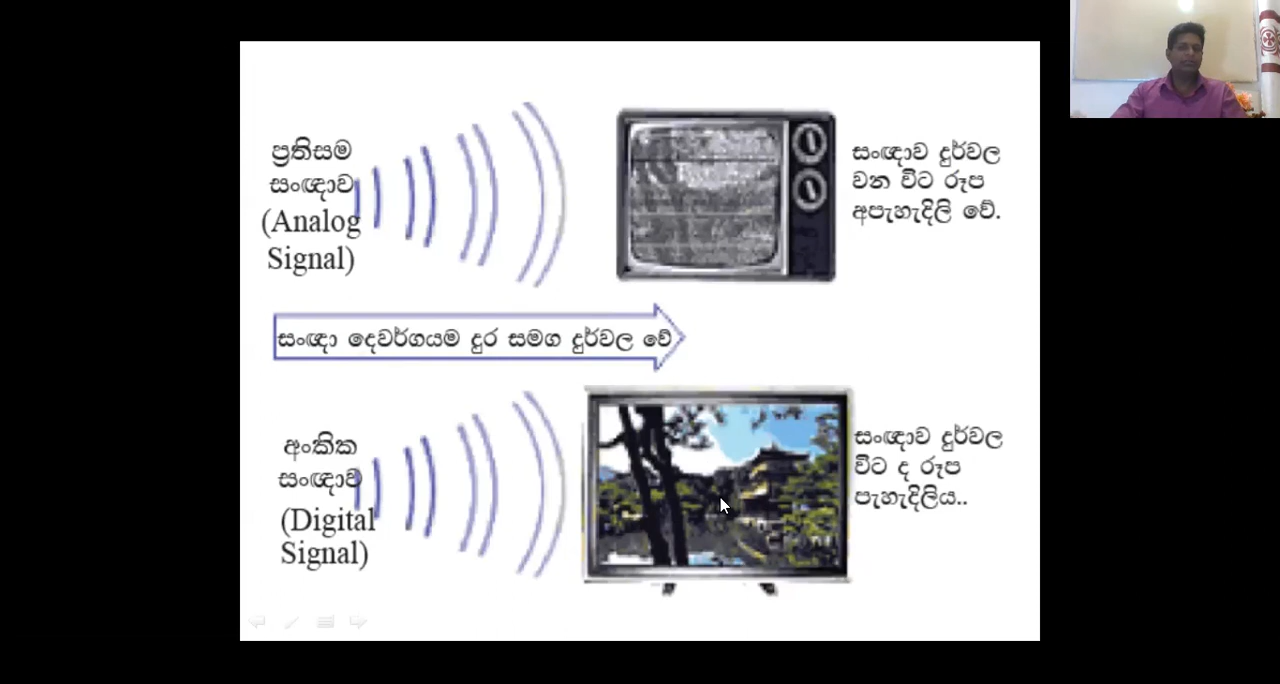 ප්‍රතිසම
සංඥාව
(Analog
Signal)
සංඥාව දුර්වල
වන විට රූප
අපැහැදිලි වේ.
සංඥා දෙවර්ගයම දුර සමග දුර්වල වේ
අංකික
සංඥාව
(Digital
Signal)
සංඥාව දුර්වල
විට ද රූප
පැහැදිලිය..